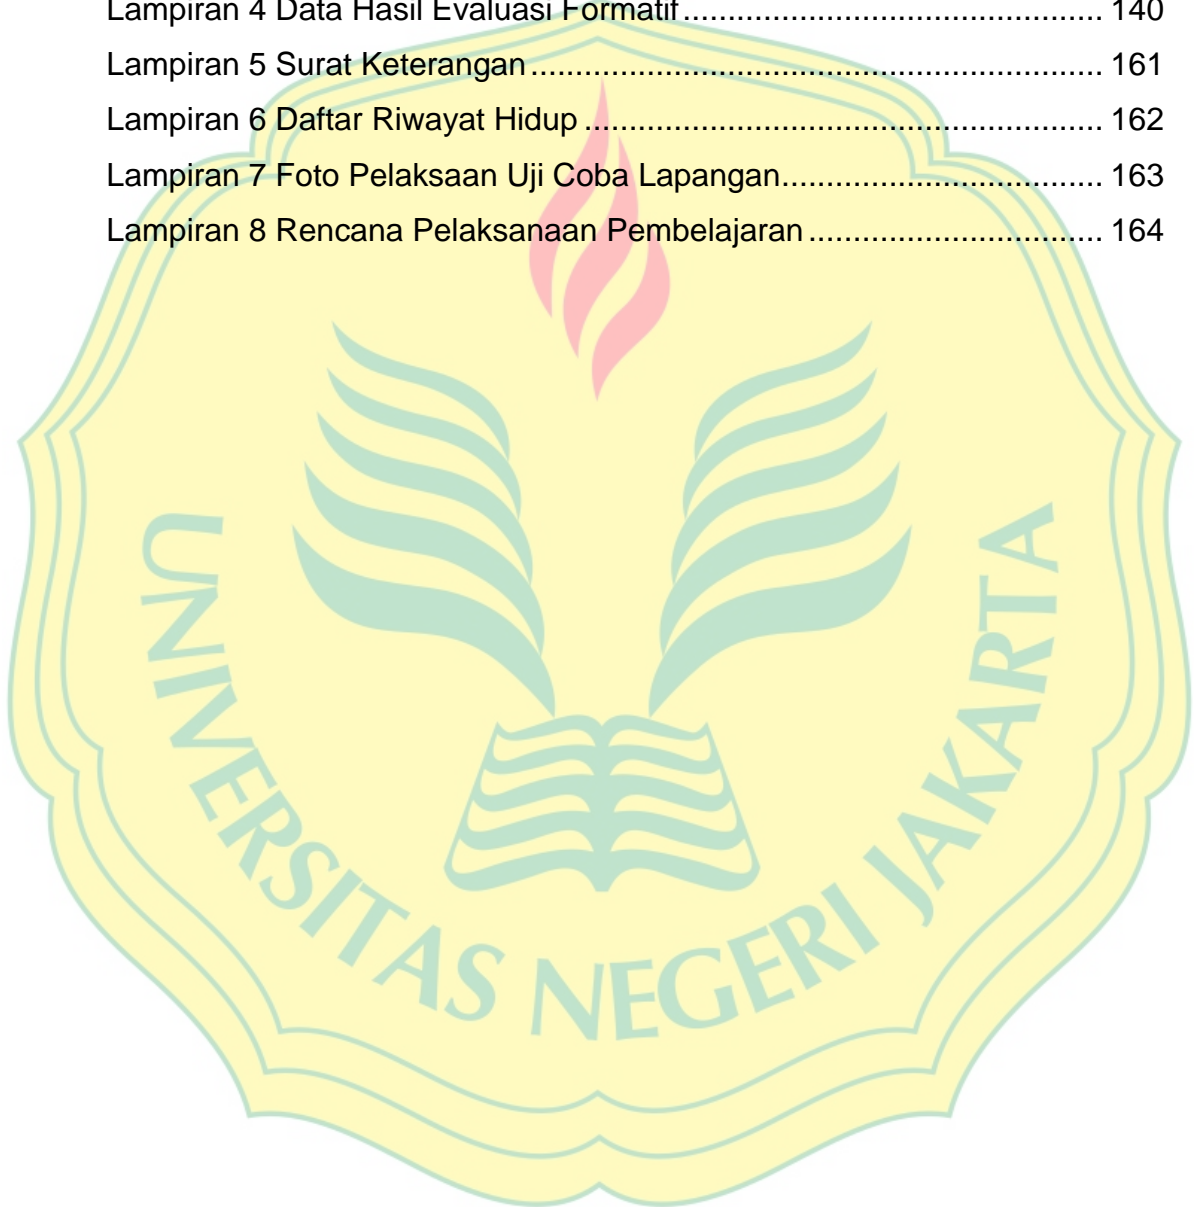 Lampiran 4 Data Hasil Evaluasi Formatif ............................................... 140
Lampiran 5 Surat Keterangan ................................................................ 161
Lampiran 6 Daftar Riwayat Hidup .......................................................... 162
Lampiran 7 Foto Pelaksaan Uji Coba Lapangan.................................... 163
Lampiran 8 Rencana Pelaksanaan Pembelajaran ................................. 164
UNIVERSITAS NEGERI JAKARTA